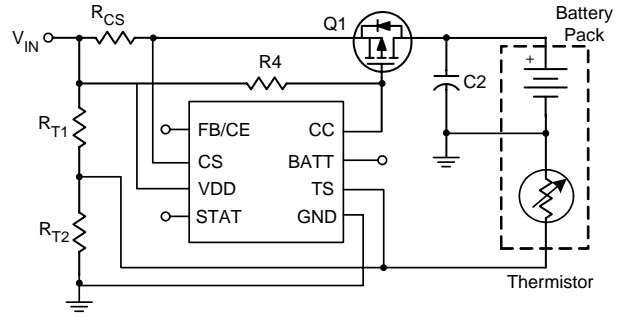 R_CS
Q1
Battery
Pack
V_IN
R4
+
C2
R_T1
FB/CE
CC
CS
BATT
VDD
TS
STAT
GND
R_T2
Thermistor